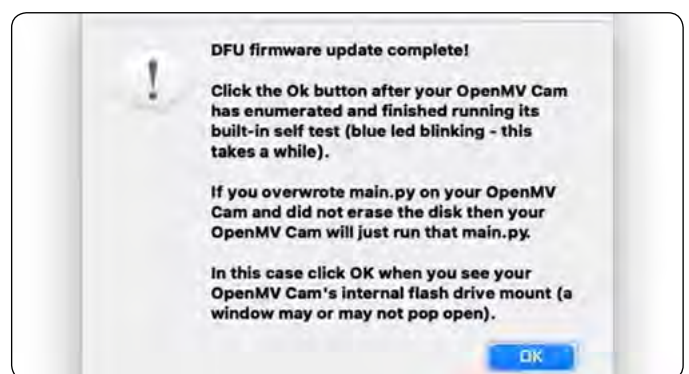 DFU firmware update complete!
Click the Ok button after your OpenMV Cam
has enumerated and finished running its
built-in self test (blue led blinking - this
takes a while).
If you overwrote main.py on your OpenMV
Cam and did not erase the disk then your
OpenMV Cam will just run that main.py.
In this case click OK when you see your
OpenMV Cam's internal flash drive mount (a
window may or may not pop open).
OK